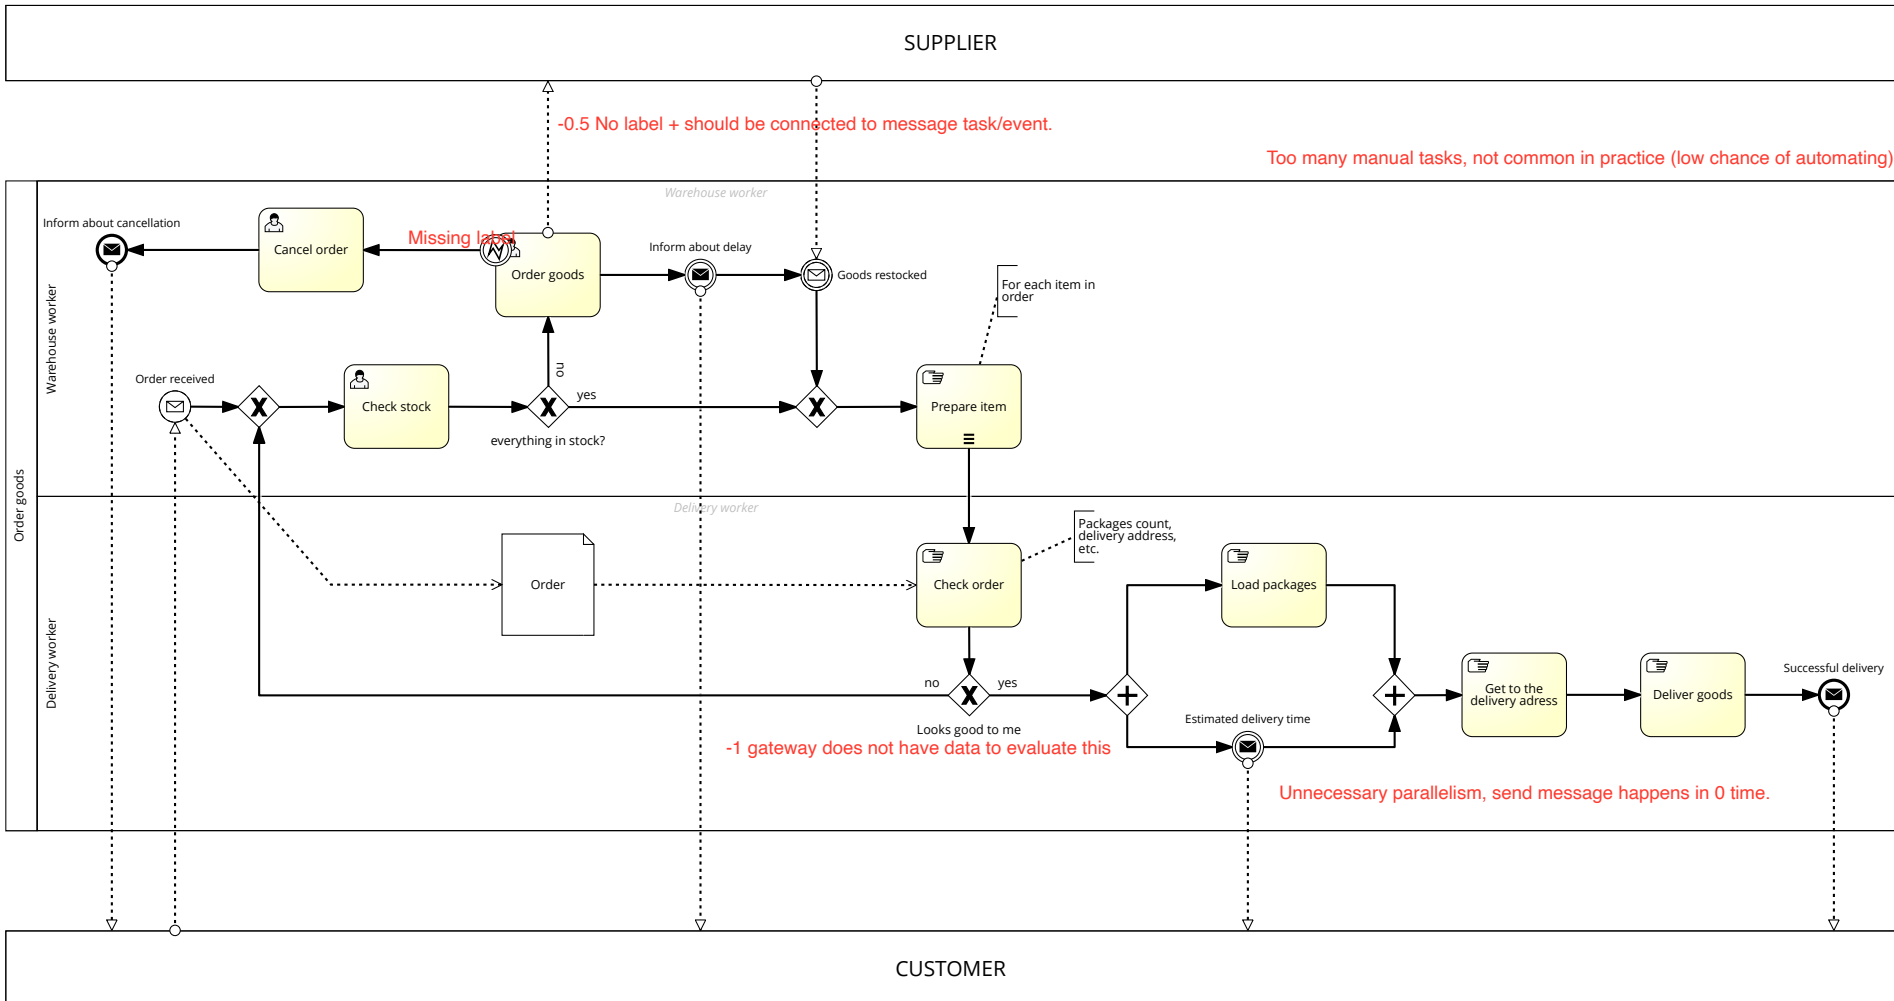 SUPPLIER
-0.5 No label + should be connected to message task/event.
Too many manual tasks, not common in practice (low chance of automating)
Order goods
Warehouse worker
Warehouse worker
Inform about cancellation
Cancel order
Missing label
Order goods
Inform about delay
Goods restocked
For each item in
order
no
Order received
Check stock
yes
everything in stock?
Prepare item
Delivery worker
Delivery worker
Order
Check order
Packages count,
delivery address,
etc.
Load packages
no
yes
Looks good to me
-1 gateway does not have data to evaluate this
Estimated delivery time
Get to the
delivery adress
Deliver goods
Successful delivery
Unnecessary parallelism, send message happens in 0 time.
CUSTOMER